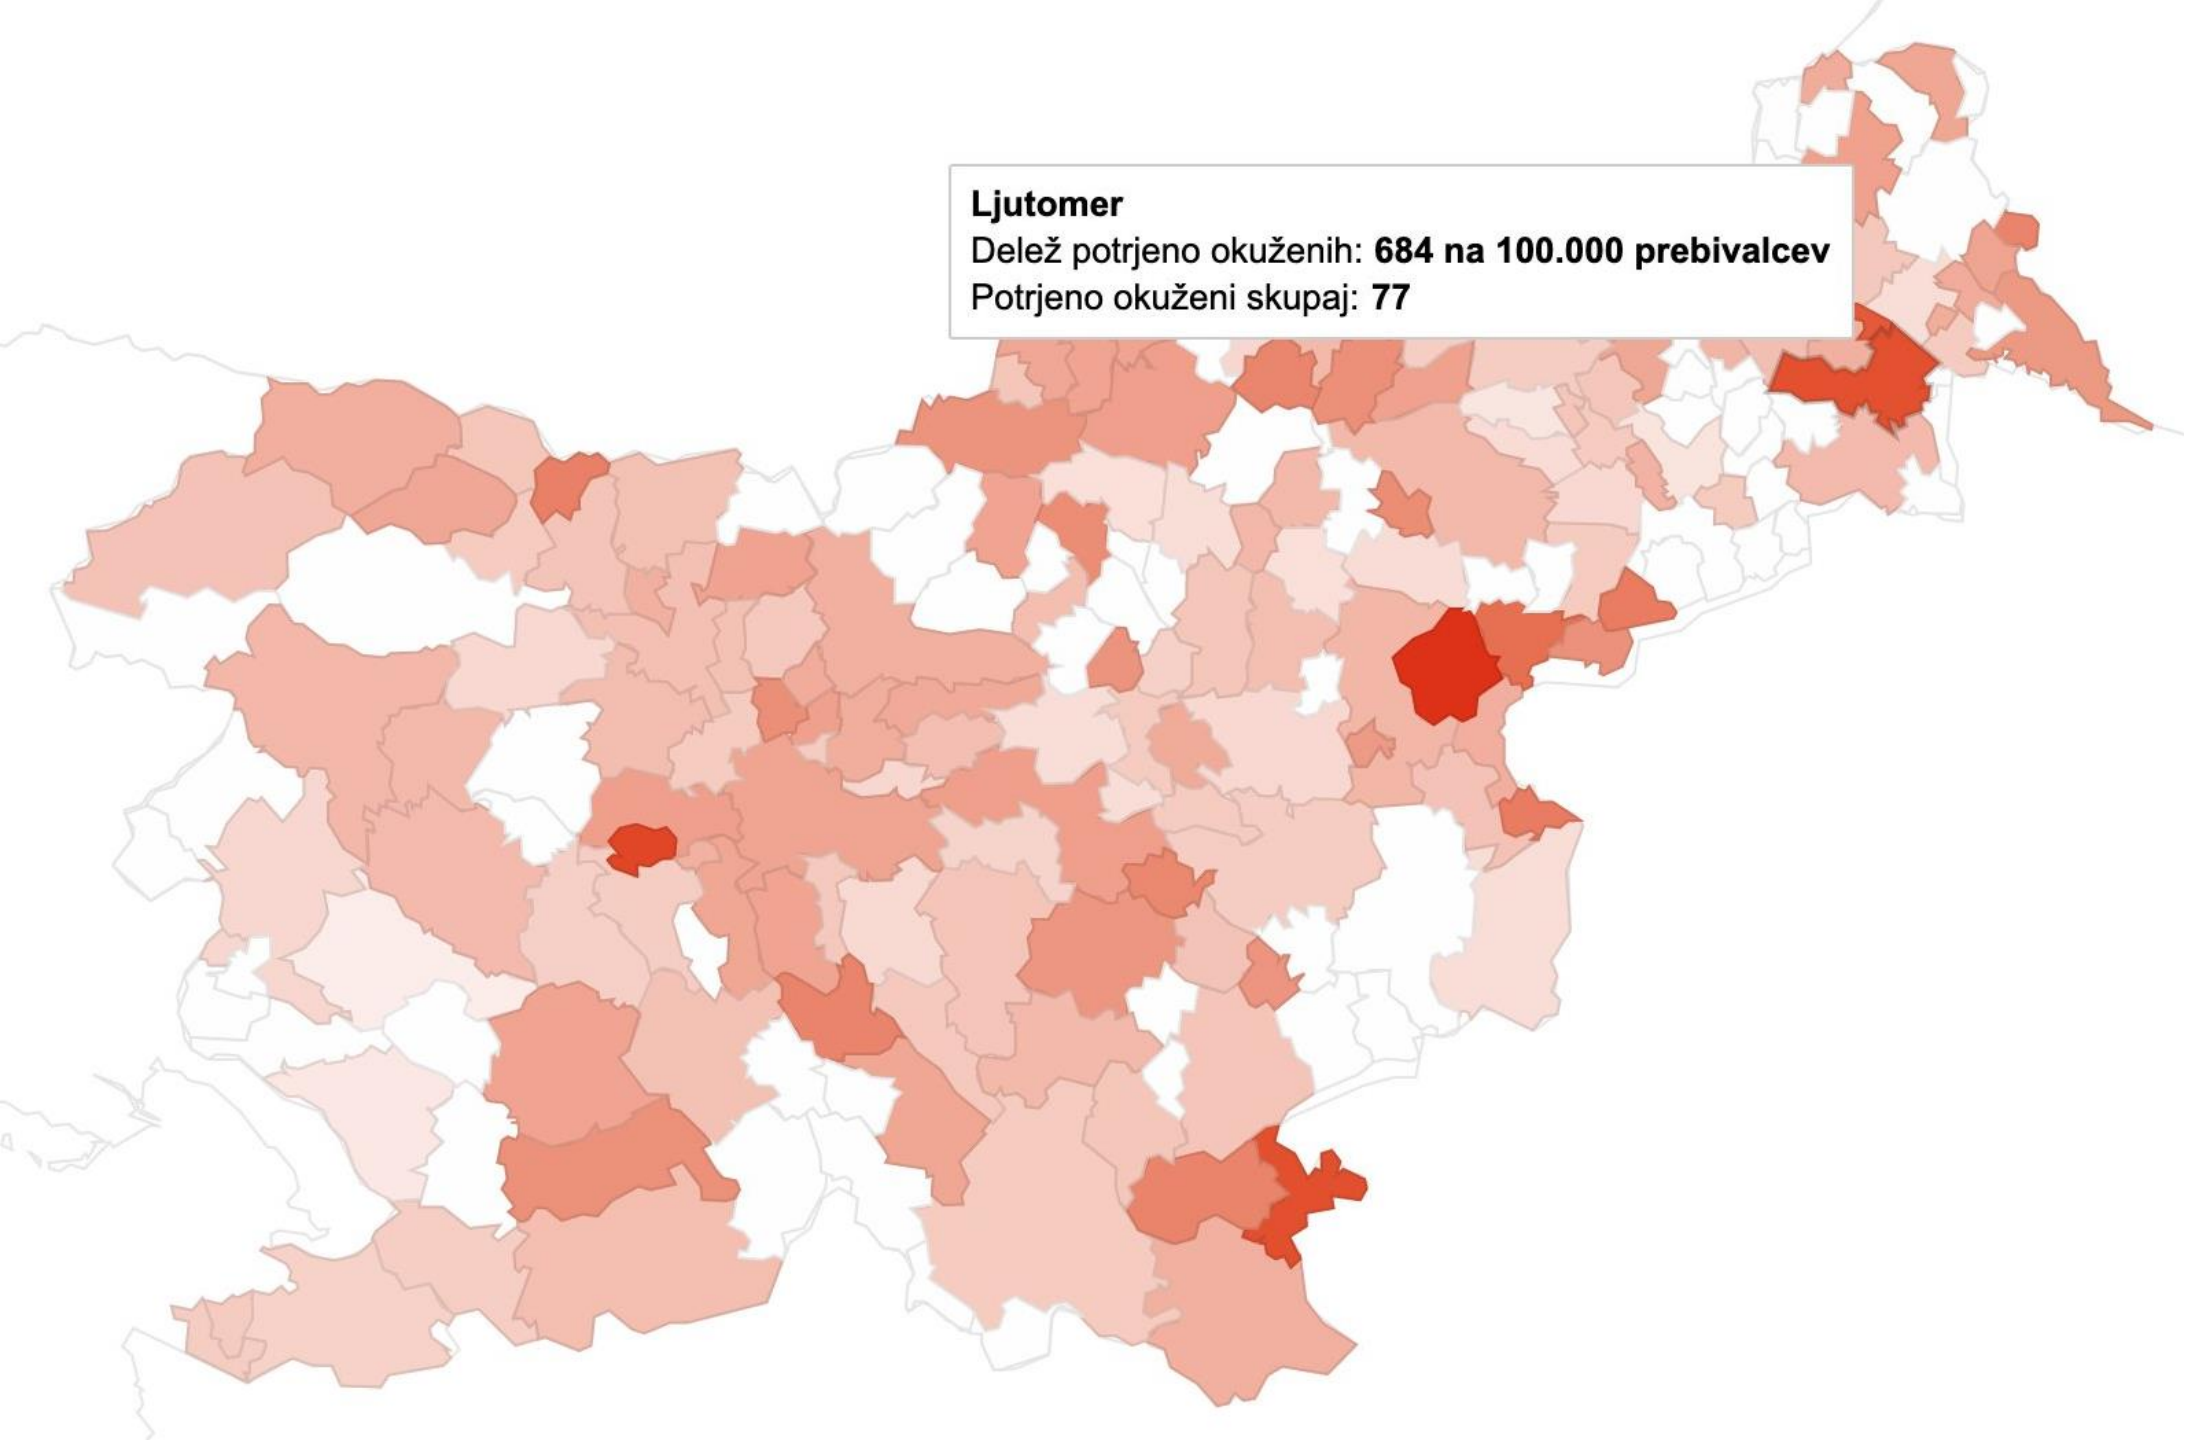 Ljutomer
Delež potrjeno okuženih: 684 na 100.000 prebivalcev
Potrjeno okuženi skupaj: 77